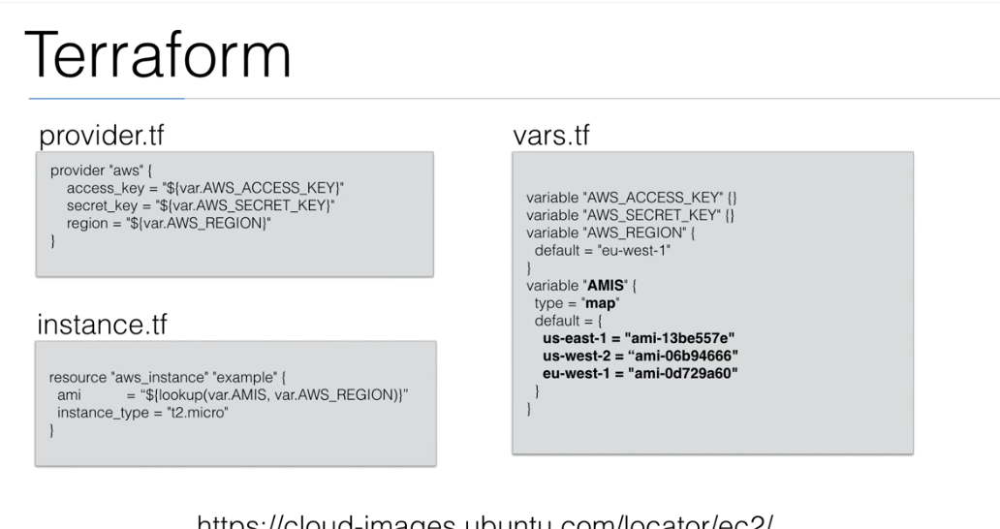 Terraform
provider.tf
provider "aws" {
access_key = "${var.AWS_ACCESS_KEY}"
secret_key = "${var.AWS_SECRET_KEY}"
region = "${var.AWS_REGION}"
}
instance.tf
resource "aws_instance" "example" {
ami = “${lookup(var.AMIS, var.AWS_REGION)}”
instance_type = "t2.micro"
}
vars.tf
variable "AWS_ACCESS_KEY" {}
variable "AWS_SECRET_KEY" {}
variable "AWS_REGION" {
default = "eu-west-1"
}
variable "AMIS" {
type = "map"
default = {
us-east-1 = "ami-13be557e"
us-west-2 = “ami-06b94666"
eu-west-1 = "ami-0d729a60"
}
}
https://cloud-images.ubuntu.com/locator/ec2/